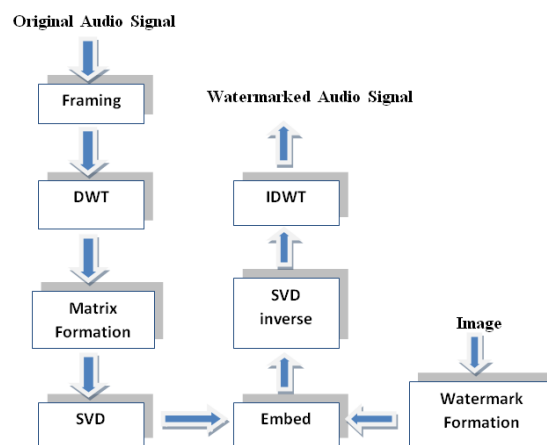 Original Audio Signal
Framing
DWT
Matrix
Formation
SVD
Watermarked Audio Signal
IDWT
SVD
inverse
Embed
Image
Watermark
Formation